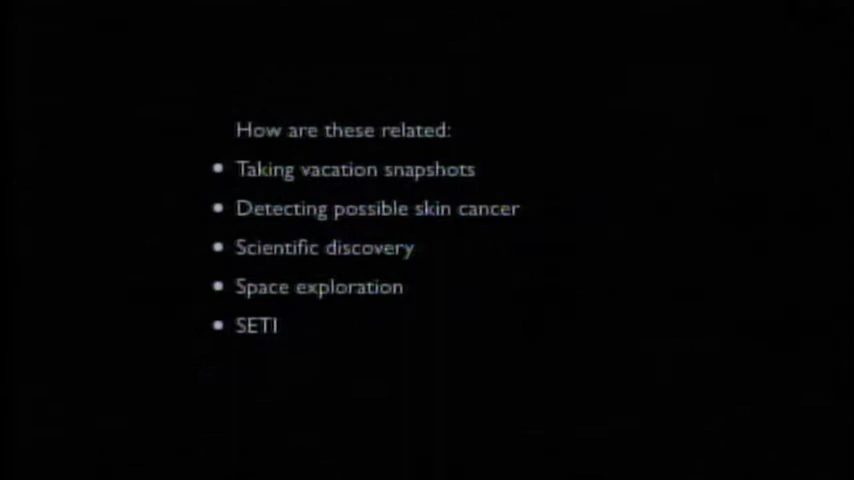 How are these related:
• Taking vacation snapshots
• Detecting possible skin cancer
• Scientific discovery
• Space exploration
• SETI